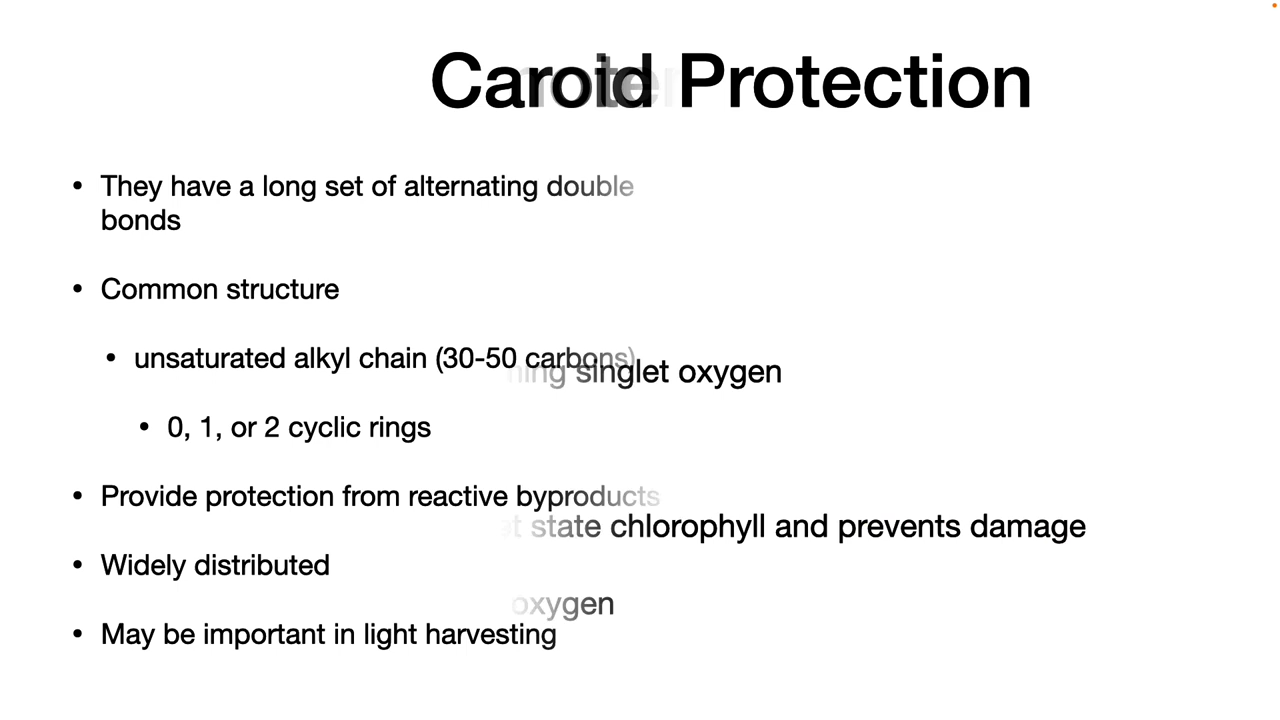 Protection
• They have a long set of alternating double
bonds
• Common structure
• unsaturated alkyl chain (30-50 carbons)
singlet oxygen
• 0, 1, or 2 cyclic rings
• Provide protection from reactive byproducts
state chlorophyll and prevents damage
• Widely distributed
oxygen
• May be important in light harvesting